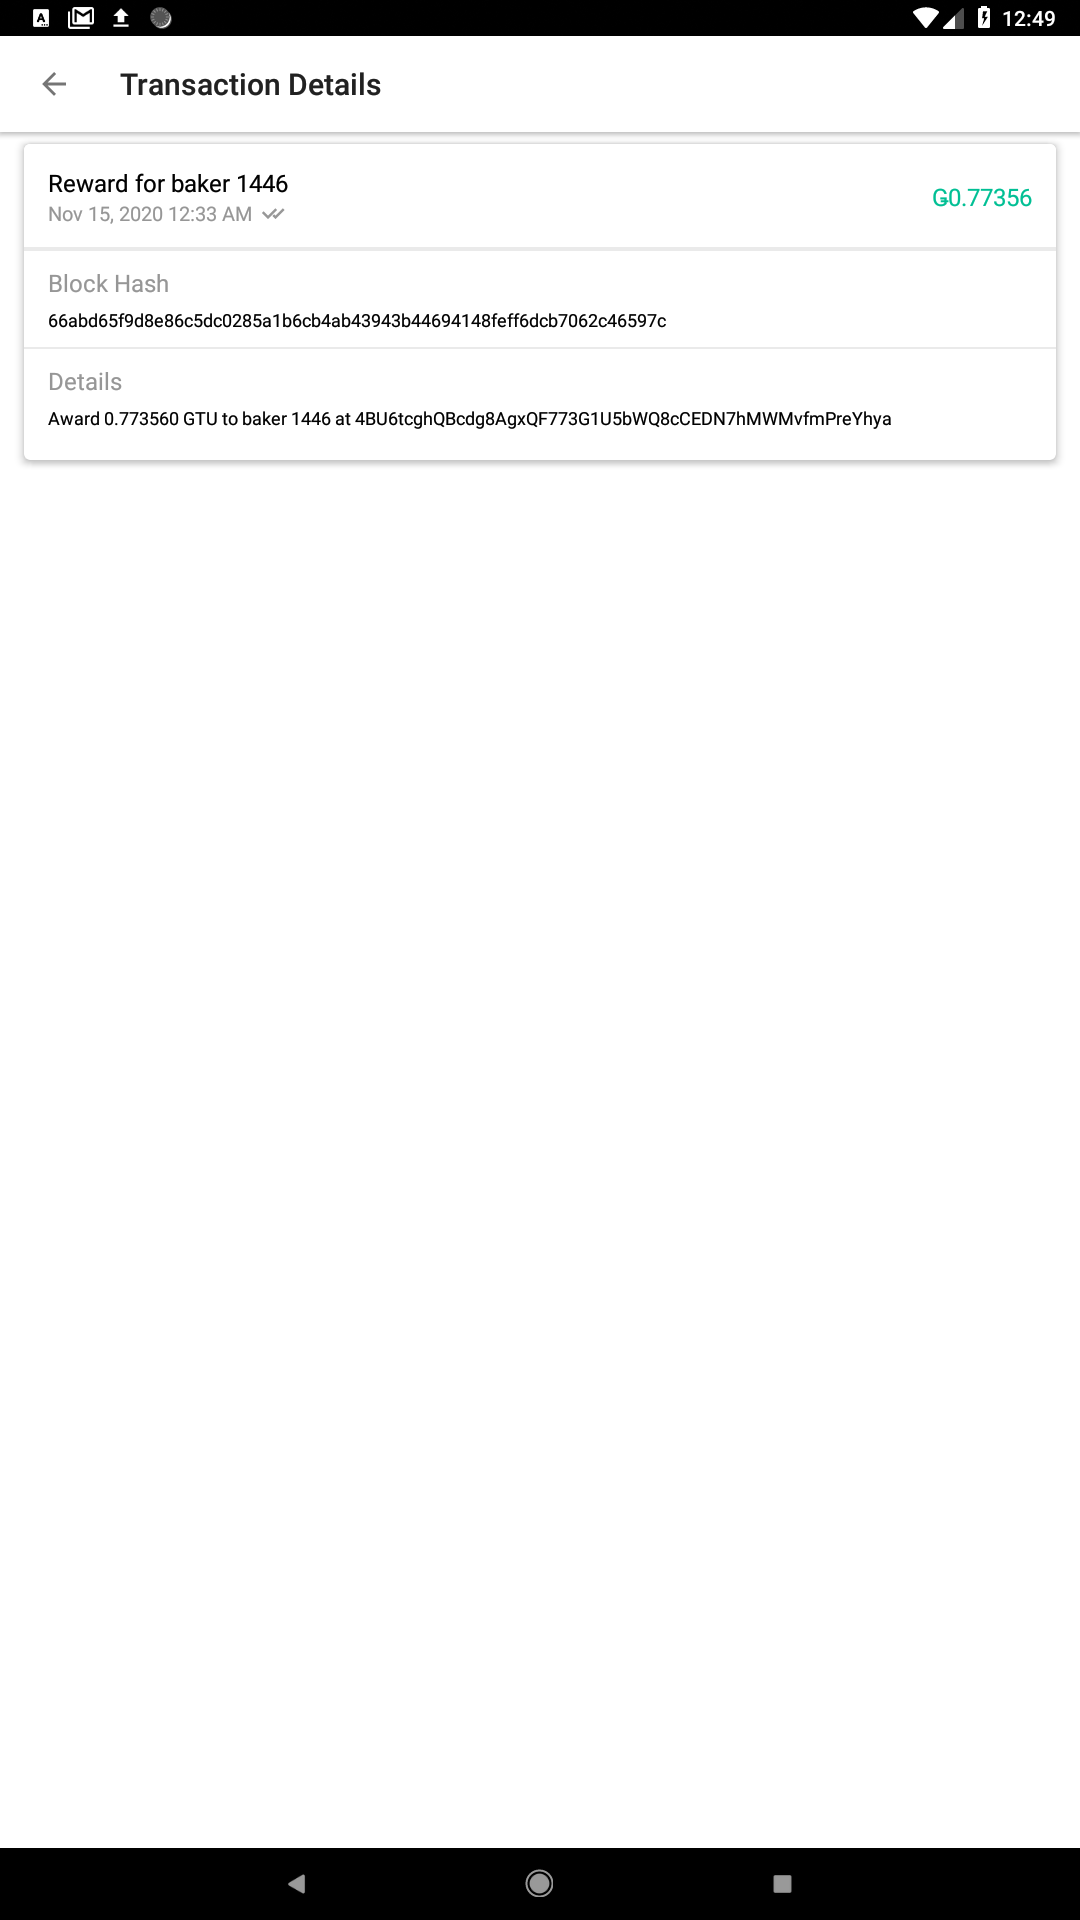 12:49
Transaction Details
Reward for baker 1446
Nov 15, 2020 12:33 AM
Ǥ0.77356
Block Hash
66abd65f9d8e86c5dc0285a1b6cb4ab43943b44694148feff6dcb7062c46597c
Details
Award 0.773560 GTU to baker 1446 at 4BU6tcghQBcdg8AgxQF773G1U5bWQ8cCEDN7hMWMvfmPreYhya